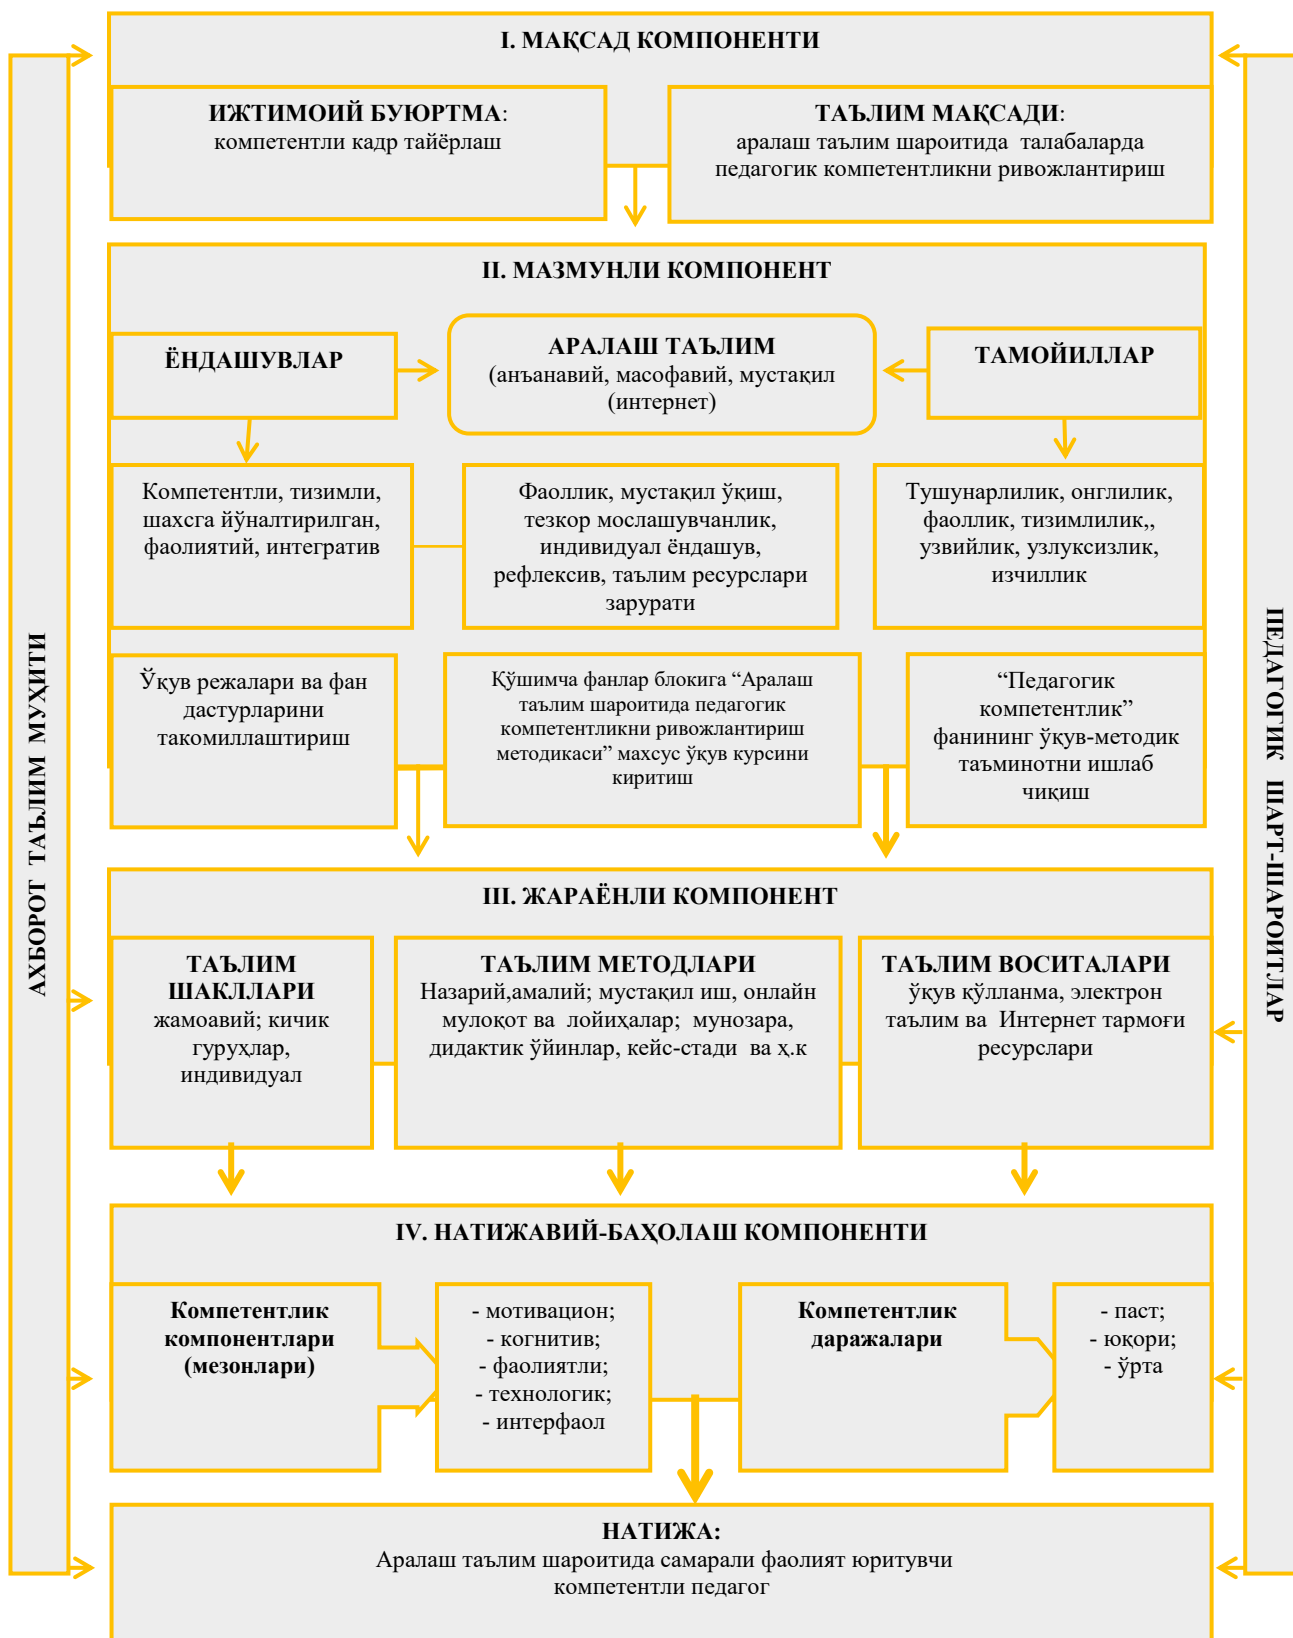 I. МАҚСАД КОМПОНЕНТИ
ИЖТИМОИЙ БУЮРТМА:
компетентли кадр тайёрлаш
ТАЪЛИМ МАҚСАДИ:
аралаш таълим шароитида талабаларда
педагогик компетентликни ривожлантириш
II. МАЗМУНЛИ КОМПОНЕНТ
ЁНДАШУВЛАР
АРАЛАШ ТАЪЛИМ
(анъанавий, масофавий, мустақил
(интернет)
ТАМОЙИЛЛАР
Компетентли, тизимли,
шахсга йўналтирилган,
фаолиятий, интегратив
Фаоллик, мустақил ўқиш,
тезкор мослашувчанлик,
индивидуал ёндашув,
рефлексив, таълим ресурслари
зарурати
Тушунарлилик, онглилик,
фаоллик, тизимлилик,,
узвийлик, узлуксизлик,
изчиллик
Ўқув режалари ва фан
дастурларини
такомиллаштириш
Қўшимча фанлар блокига “Аралаш
таълим шароитида педагогик
компетентликни ривожлантириш
методикаси” махсус ўқув курсини
киритиш
“Педагогик
компетентлик”
фанининг ўқув-методик
таъминотни ишлаб
чиқиш
III. ЖАРАЁНЛИ КОМПОНЕНТ
ТАЪЛИМ
ШАКЛЛАРИ
жамоавий; кичик
гуруҳлар,
индивидуал
ТАЪЛИМ МЕТОДЛАРИ
Назарий,амалий; мустақил иш, онлайн
мулоқот ва лойиҳалар; мунозара,
дидактик ўйинлар, кейс-стади ва ҳ.к
ТАЪЛИМ ВОСИТАЛАРИ
ўқув қўлланма, электрон
таълим ва Интернет тармоғи
ресурслари
IV. НАТИЖАВИЙ-БАҲОЛАШ КОМПОНЕНТИ
Компетентлик
компонентлари
(мезонлари)
- мотивацион;
- когнитив;
- фаолиятли;
- технологик;
- интерфаол
Компетентлик
даражалари
- паст;
- юқори;
- ўрта
НАТИЖА:
Аралаш таълим шароитида самарали фаолият юритувчи
компетентли педагог
АХБОРОТ ТАЪЛИМ МУҲИТИ
ПЕДАГОГИК ШАРТ-ШАРОИТЛАР